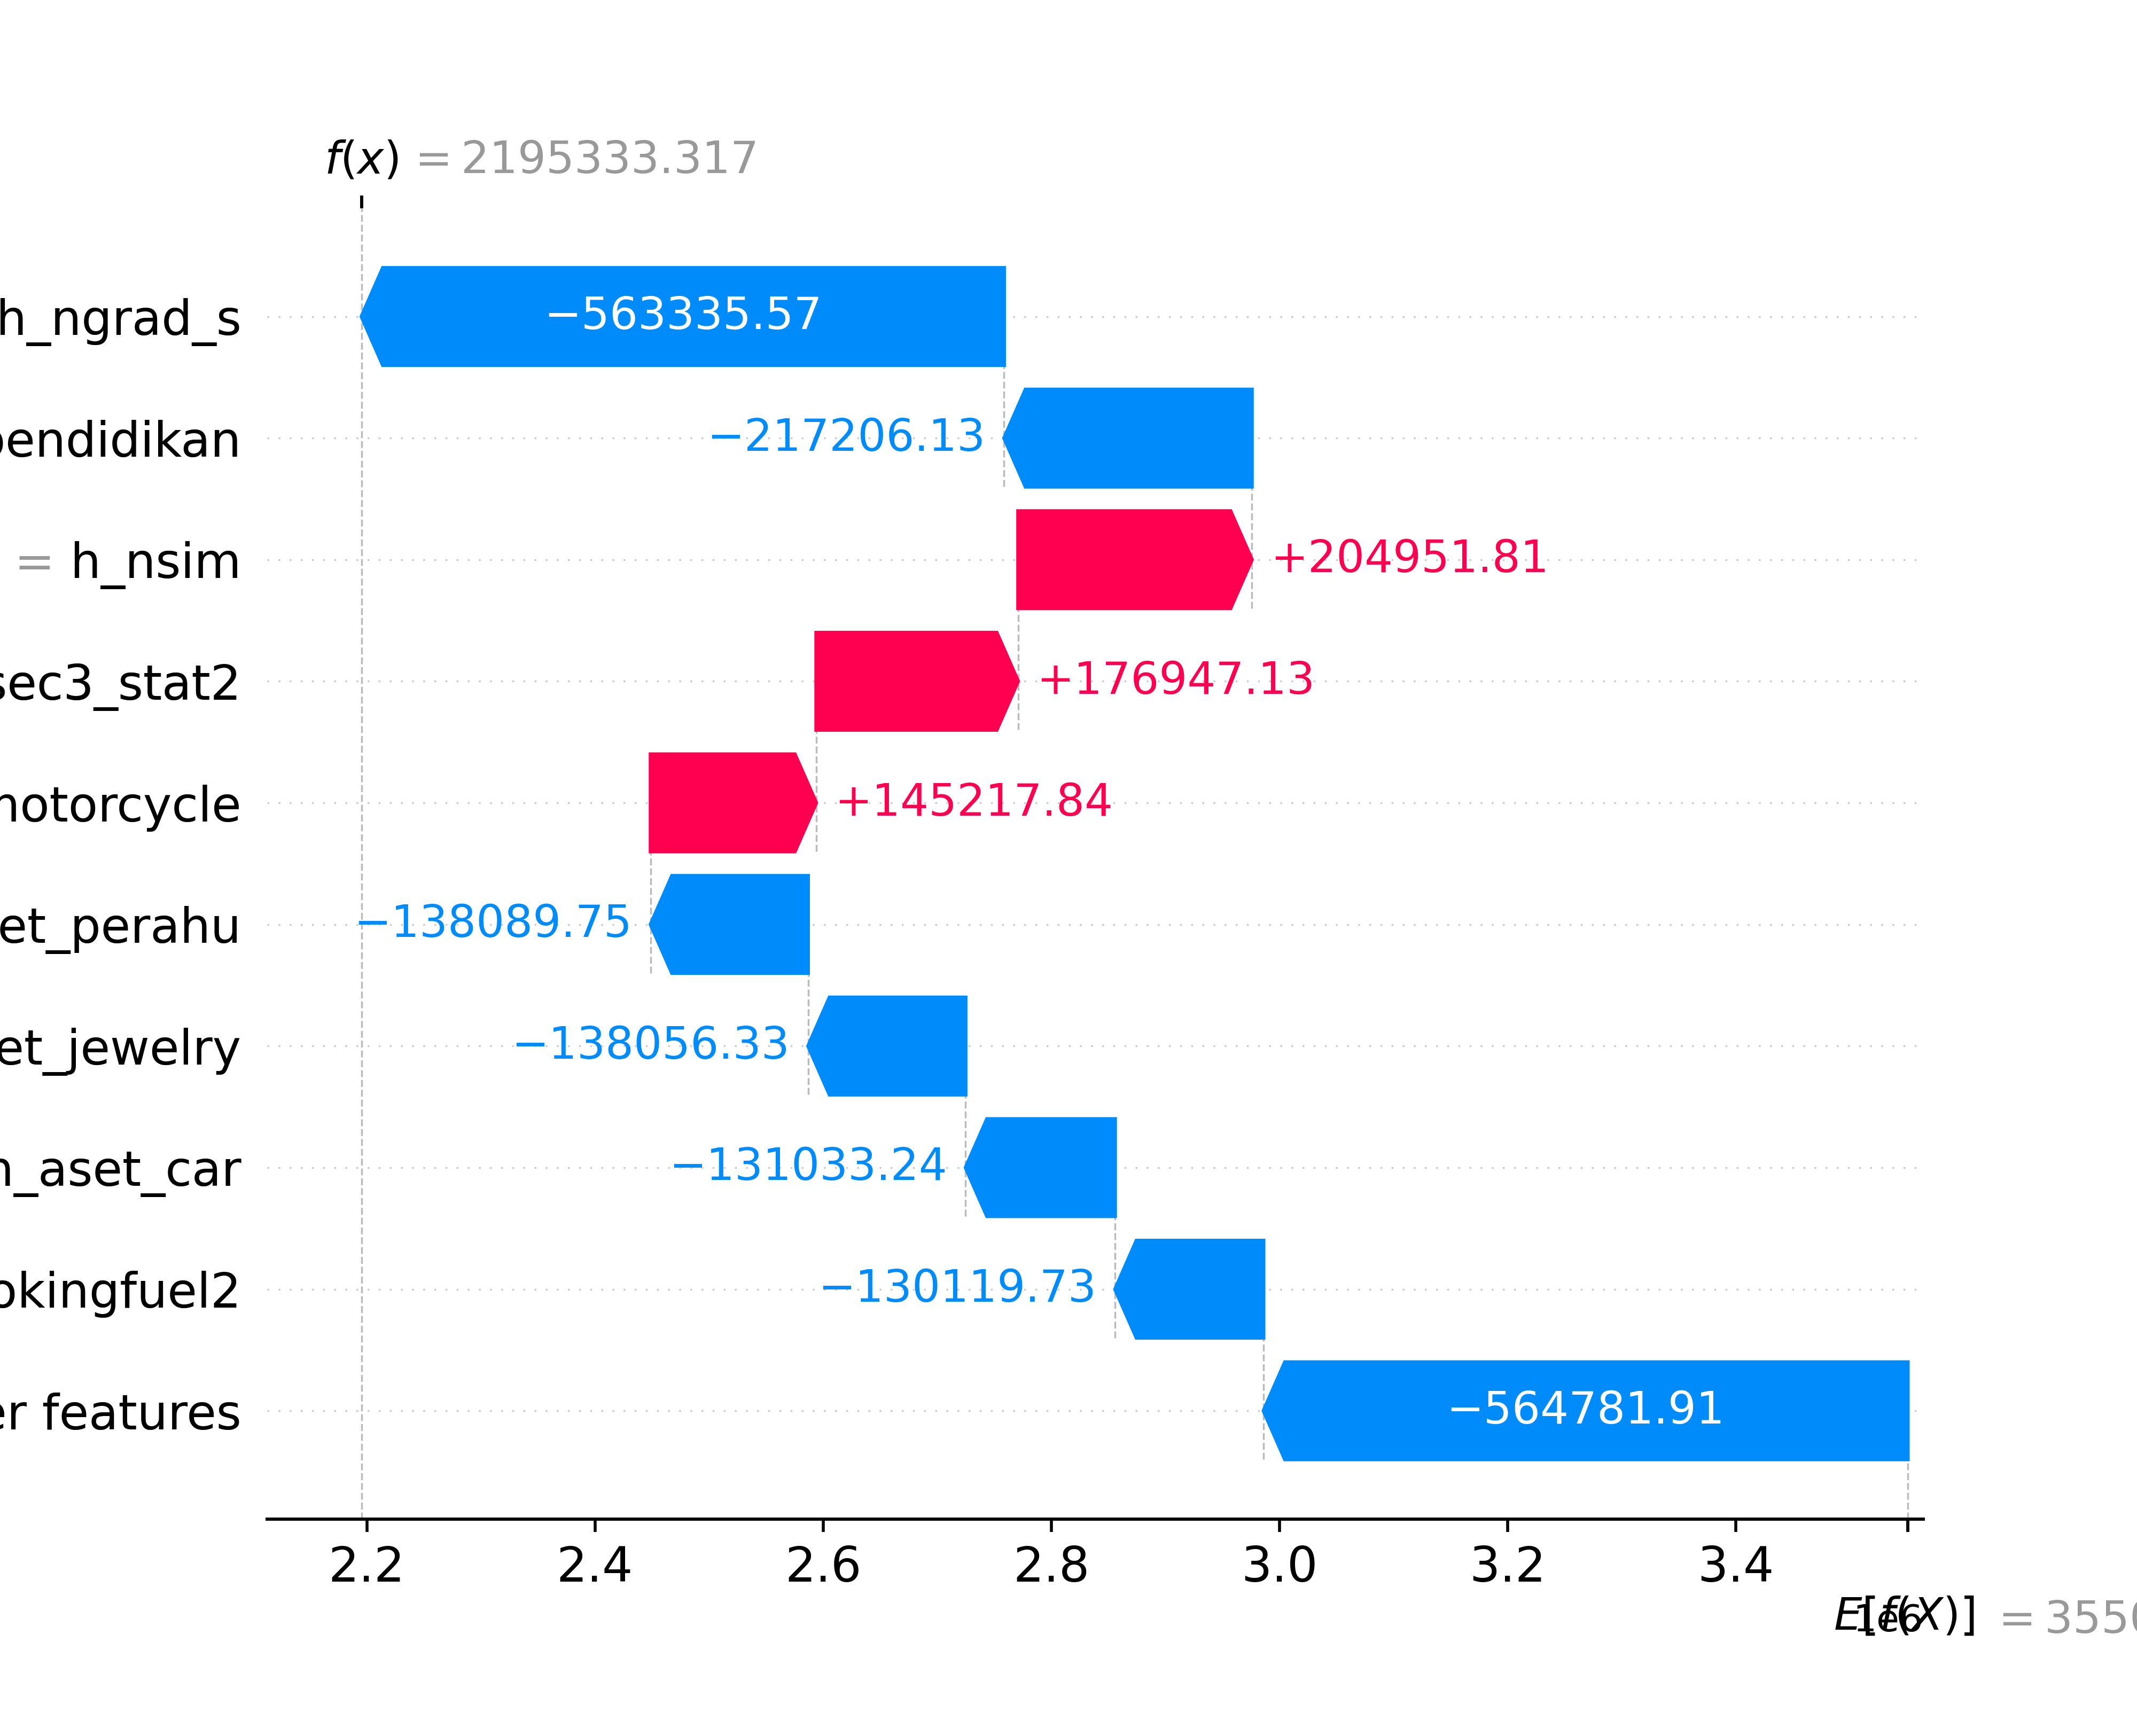 f(x) = 2195333.317
h_ngrad_s −563335.57
pendidikan −217206.13
= h_nsim +204951.81
sec3_stat2 +176947.13
motorcycle +145217.84
et_perahu −138089.75
et_jewelry −138056.33
n_aset_car −131033.24
okingfuel2 −130119.73
er features −564781.91
2.2 2.4 2.6 2.8 3.0 3.2 3.4
1e6
E[f(X)] = 3550